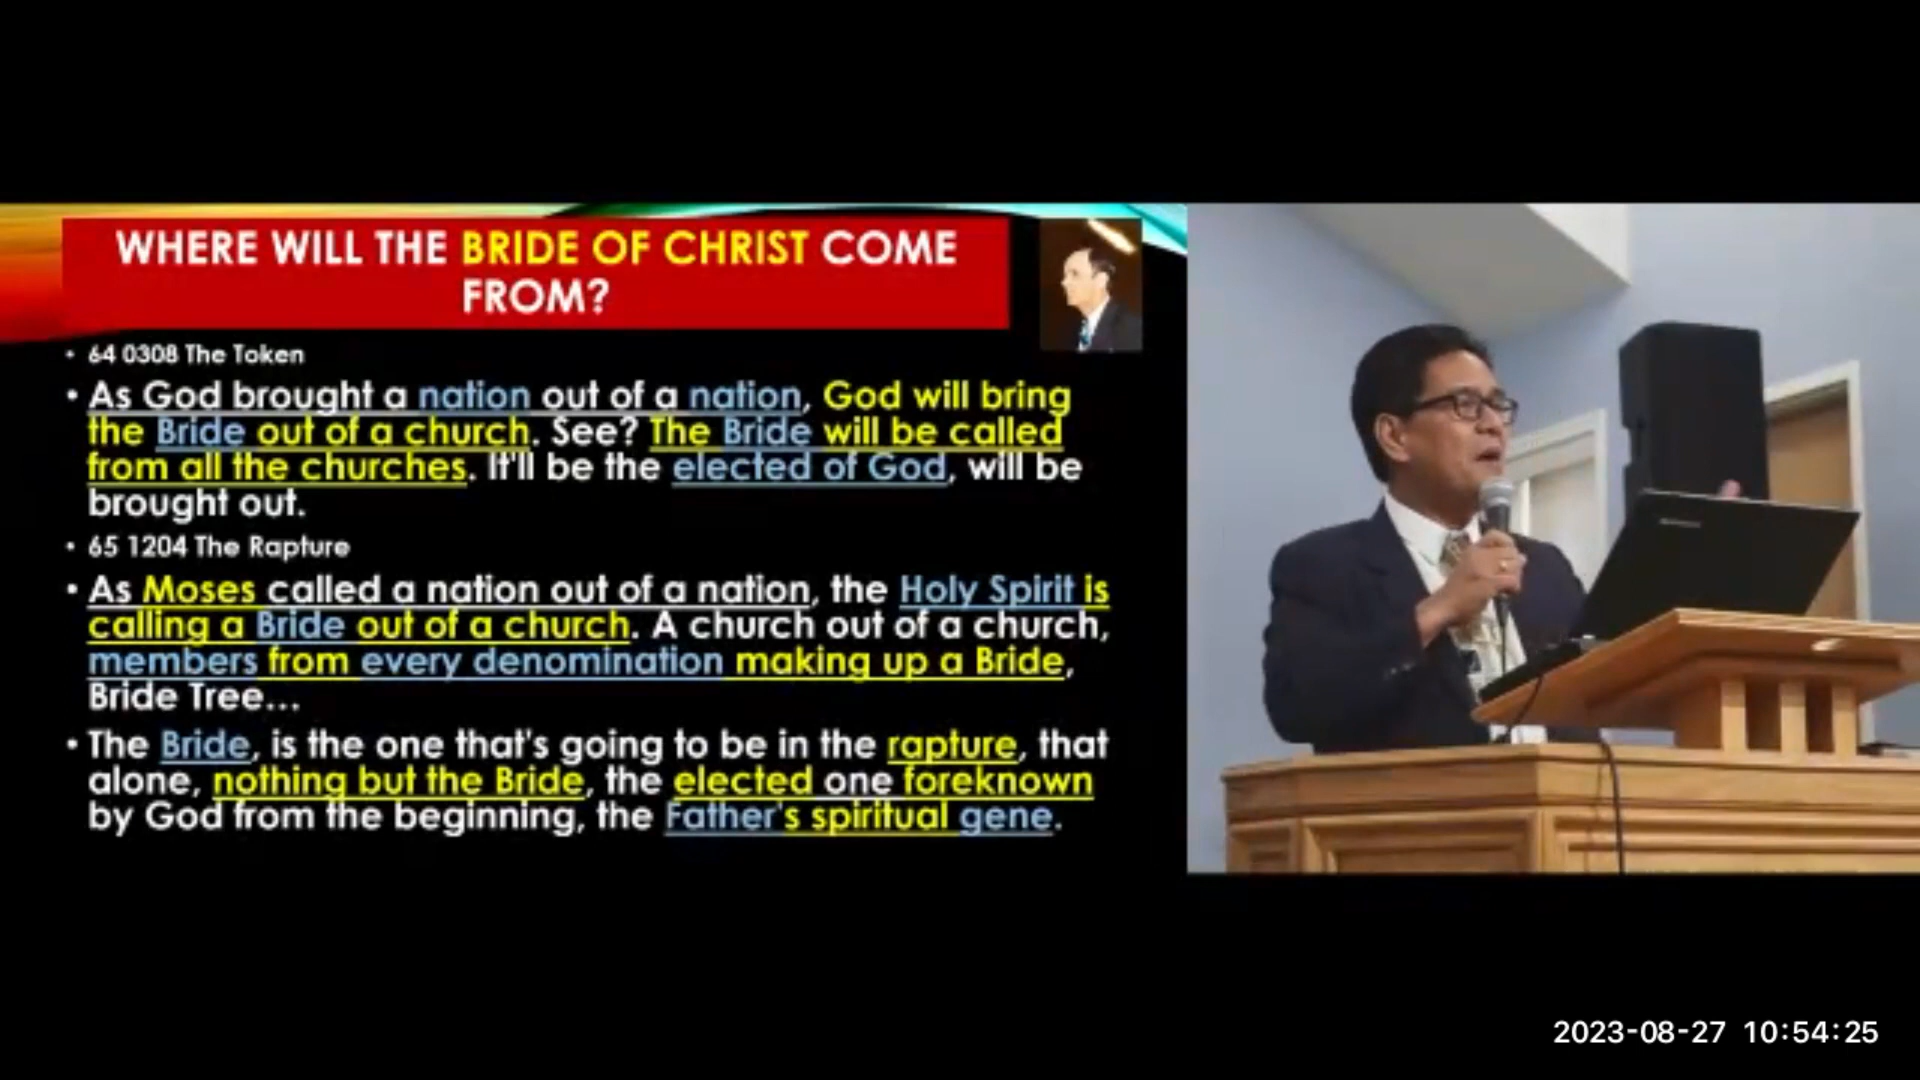 WHERE WILL THE BRIDE OF CHRIST COME
FROM?
• 64 0308 The Token
• As God brought a nation out of a nation, God will bring
the Bride out of a church. See? The Bride will be called
from all the churches. It'll be the elected of God, will be
brought out.
• 65 1204 The Rapture
• As Moses called a nation out of a nation, the Holy Spirit is
calling a Bride out of a church. A church out of a church,
members from every denomination making up a Bride,
Bride Tree...
• The Bride, is the one that's going to be in the rapture, that
alone, nothing but the Bride, the elected one foreknown
by God from the beginning, the Father's spiritual gene.
2023-08-27 10:54:25